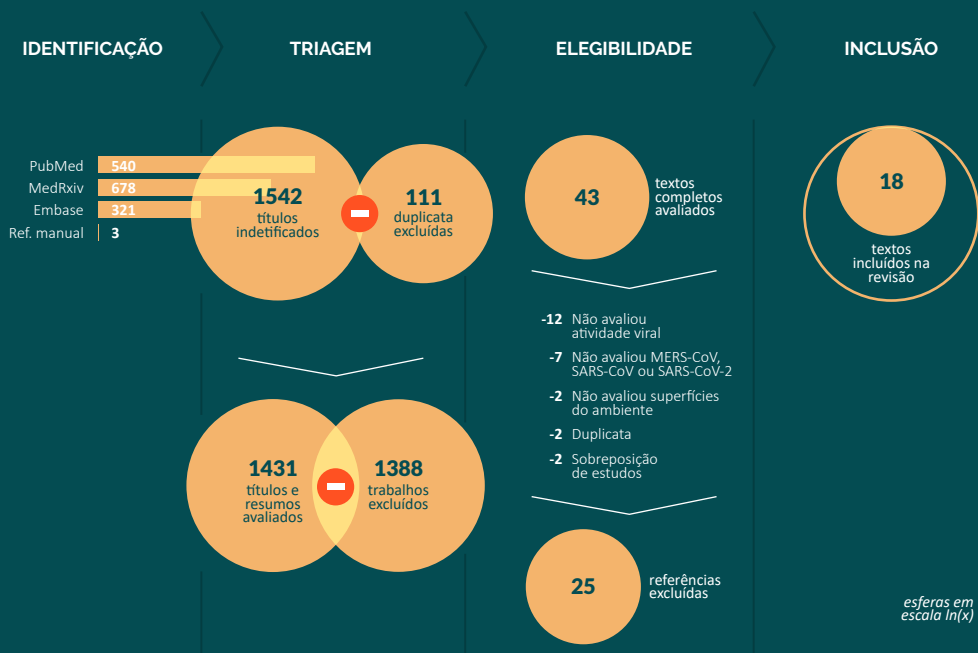 IDENTIFICAÇÃO
TRIAGEM
ELEGIBILIDADE
INCLUSÃO
PubMed 540
MedRxiv 678
Embase 321
Ref. manual 3
1542
títulos
indetificados
111
duplicata
excluídas
1431
títulos e
resumos
avaliados
1388
trabalhos
excluídos
43
textos
completos
avaliados
-12 Não avaliou
atividade viral
-7 Não avaliou MERS-CoV,
SARS-CoV ou SARS-CoV-2
-2 Não avaliou superfícies
do ambiente
-2 Duplicata
-2 Sobreposição
de estudos
25
referências
excluídas
18
textos
incluídos na
revisão
esferas em
escala ln(x)